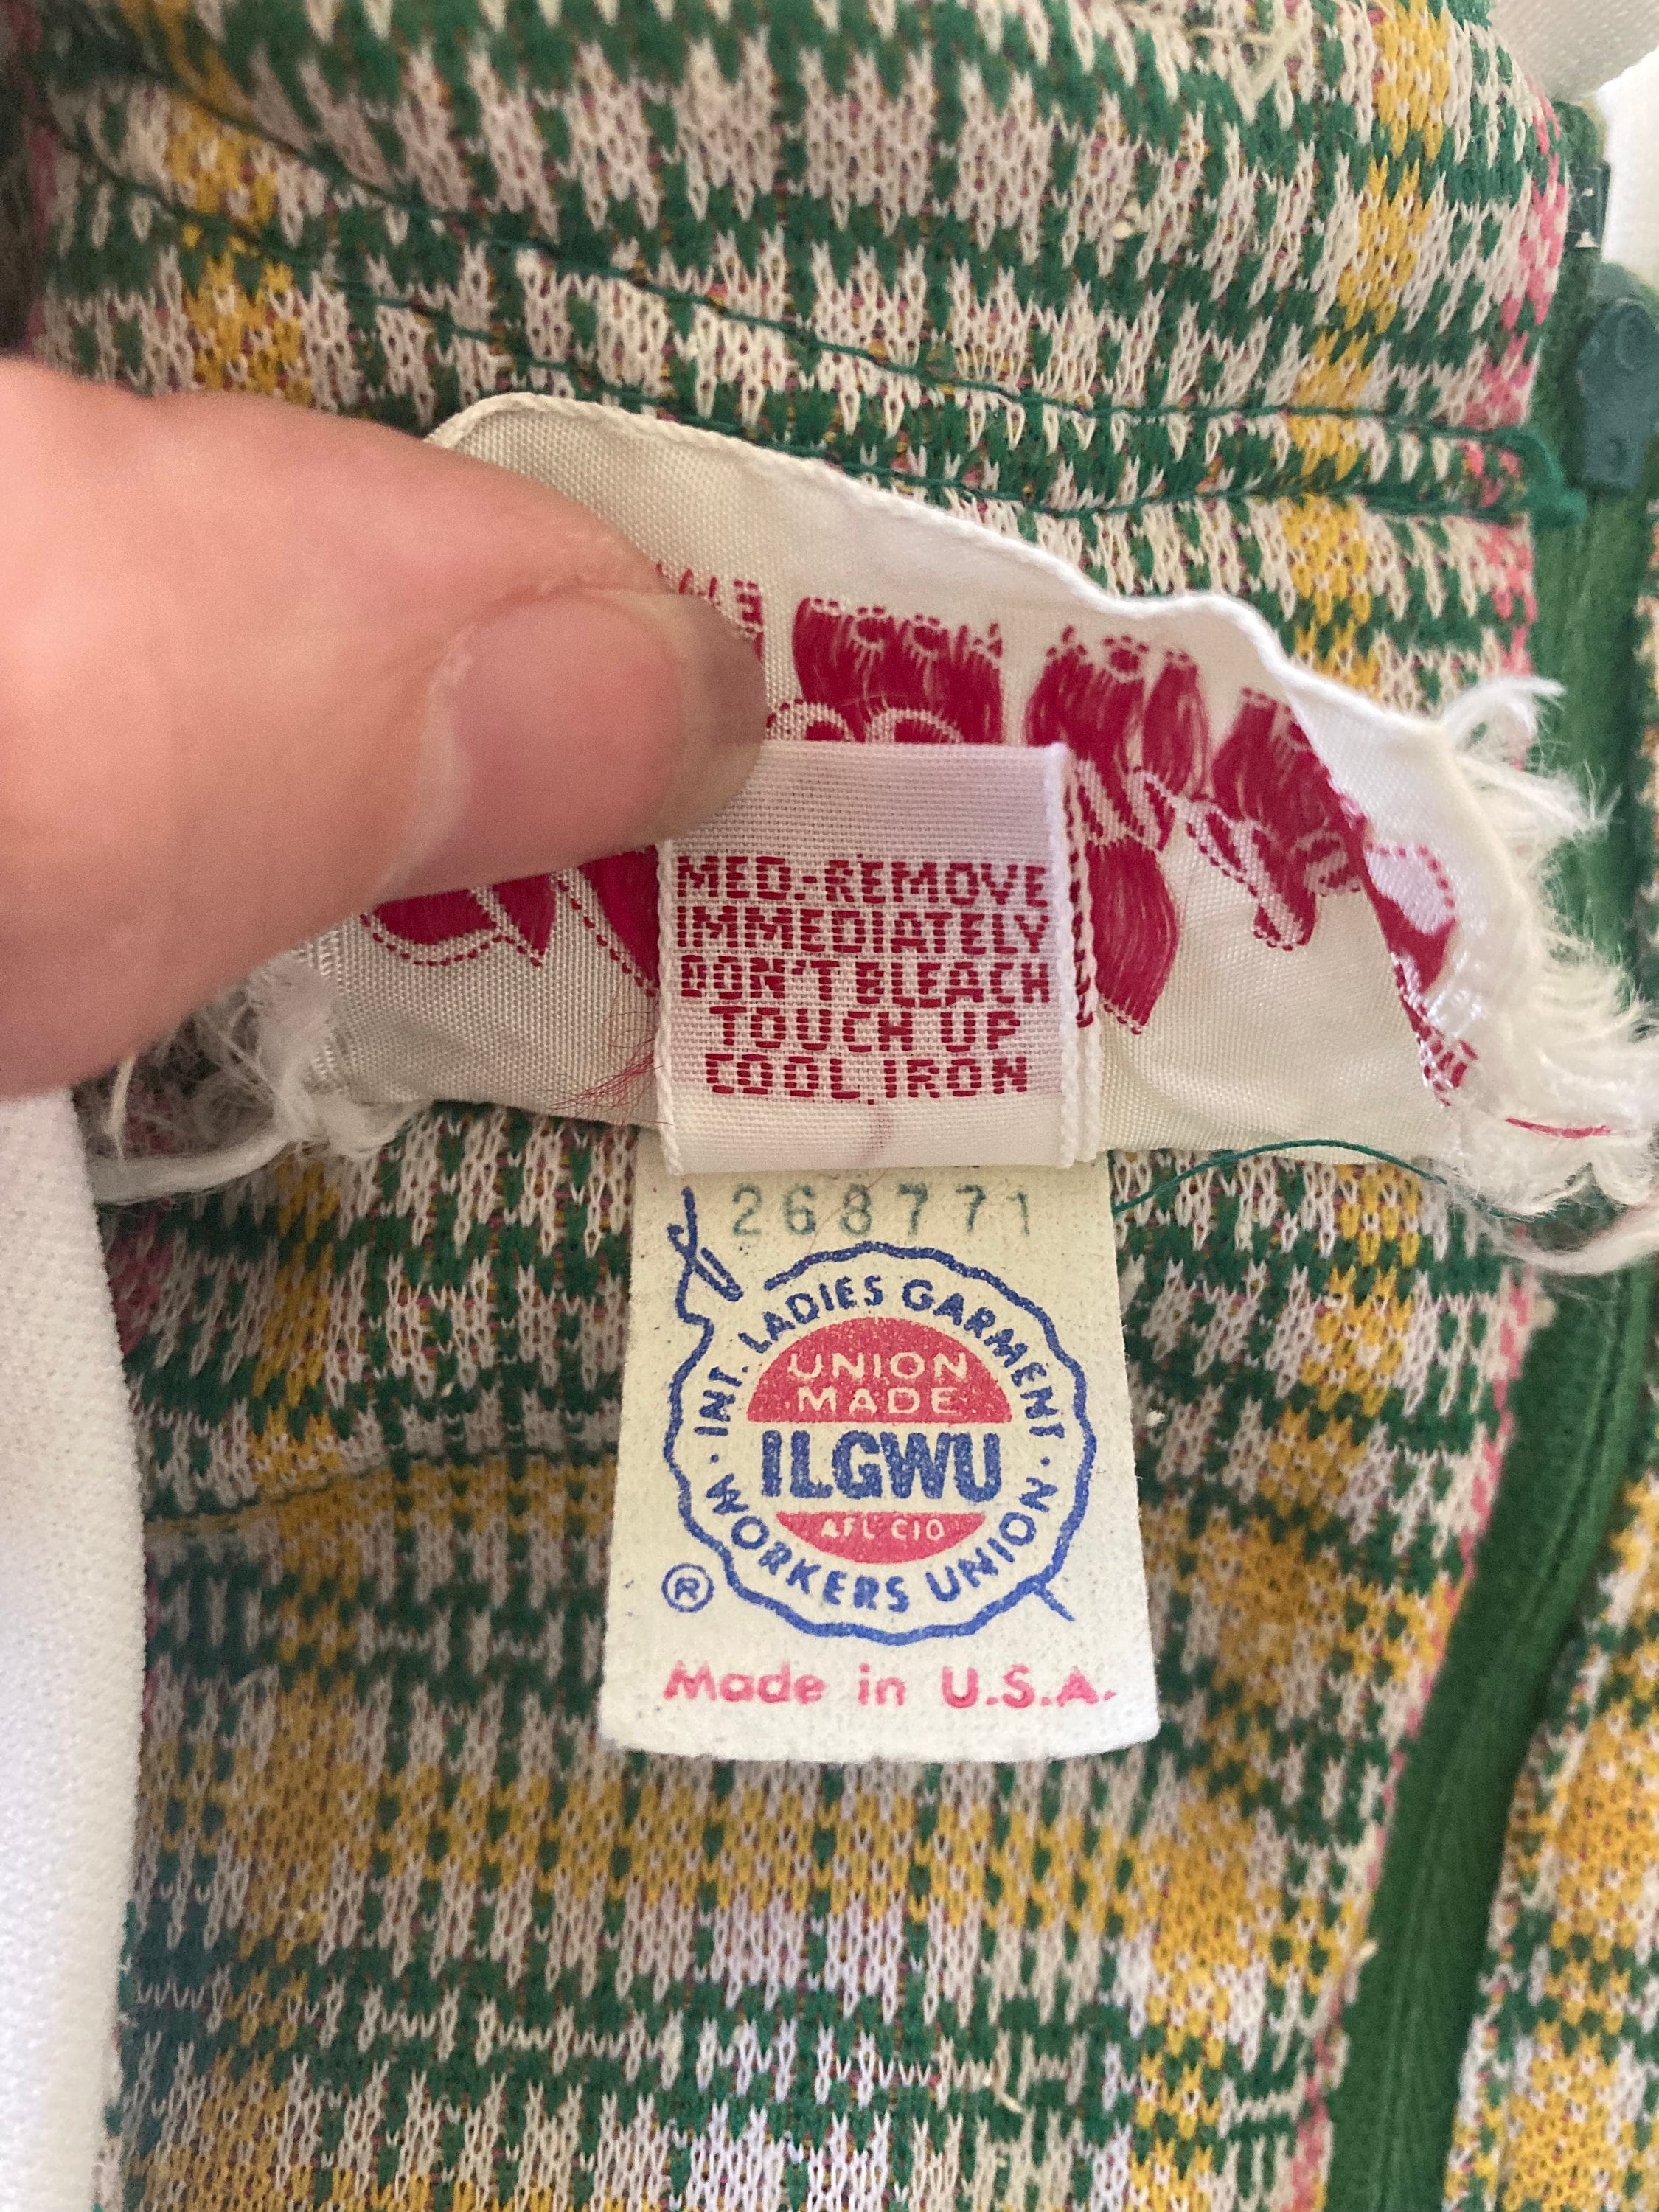 MED.-REMOVE
IMMEDIATELY
DON'T BLEACH
TOUCH UP
COOL IRON
268771
INT. LADIES GARMENT
UNION
MADE
ILGWU
AFL CIO
· WORKERS UNION ·
®
Made in U.S.A.